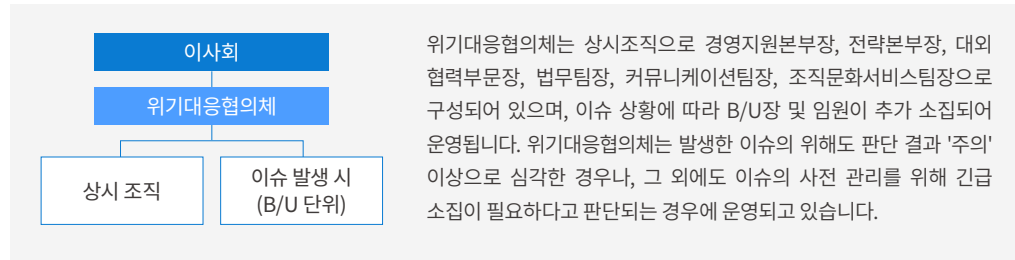 이사회
위기대응협의체
상시 조직
이슈 발생 시
(B/U 단위)
위기대응협의체는 상시조직으로 경영지원본부장, 전략본부장, 대외
협력부문장, 법무팀장, 커뮤니케이션팀장, 조직문화서비스팀장으로
구성되어 있으며, 이슈 상황에 따라 B/U장 및 임원이 추가 소집되어
운영됩니다. 위기대응협의체는 발생한 이슈의 위해도 판단 결과 '주의'
이상으로 심각한 경우나, 그 외에도 이슈의 사전 관리를 위해 긴급
소집이 필요하다고 판단되는 경우에 운영되고 있습니다.